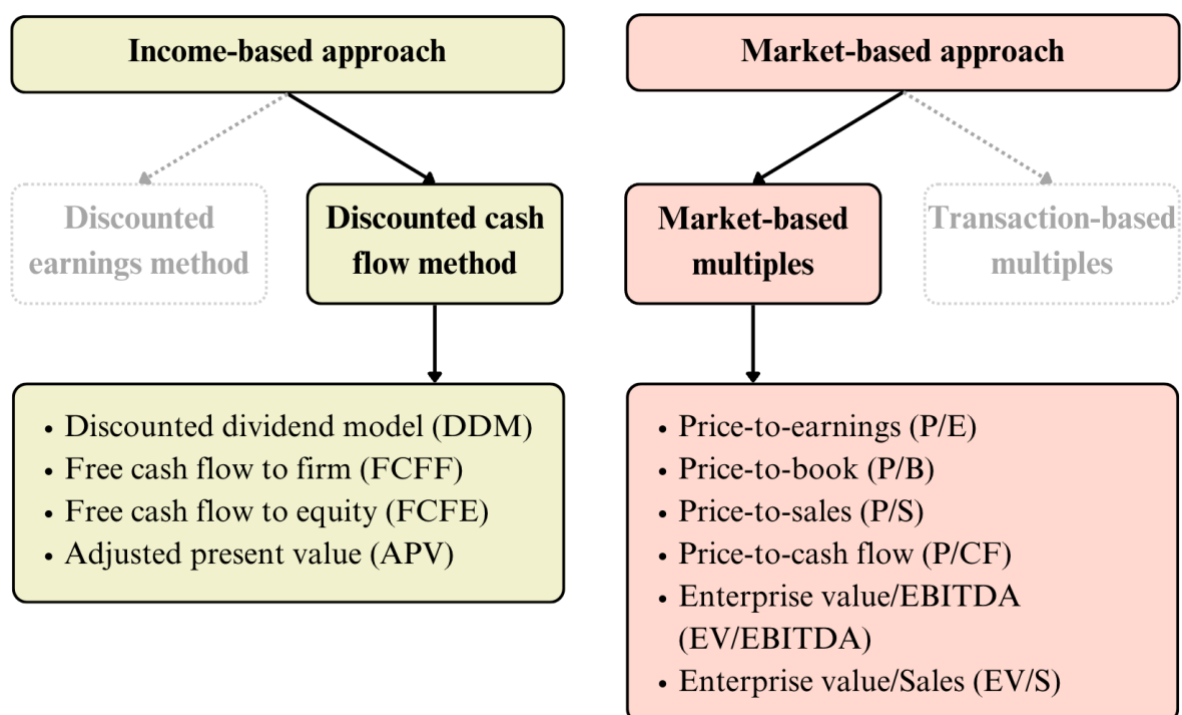 Income-based approach
Market-based approach
Discounted
earnings method
Discounted cash
flow method
Market-based
multiples
Transaction-based
multiples
• Discounted dividend model (DDM)
• Free cash flow to firm (FCFF)
• Free cash flow to equity (FCFE)
• Adjusted present value (APV)
• Price-to-earnings (P/E)
• Price-to-book (P/B)
• Price-to-sales (P/S)
• Price-to-cash flow (P/CF)
• Enterprise value/EBITDA
(EV/EBITDA)
• Enterprise value/Sales (EV/S)